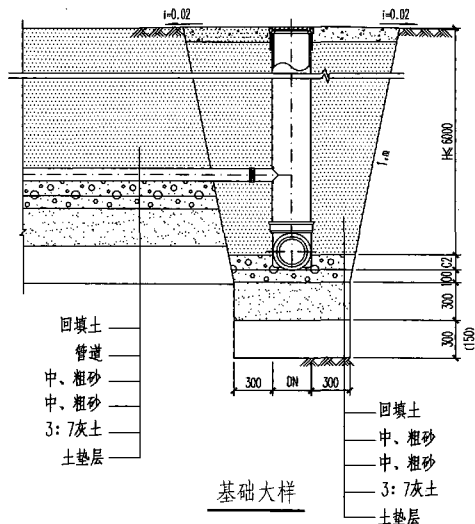 i=0.02
i=0.02
H≤ 6000
1:m
C2
100
300
300
(150)
300
DN
300
回填土
管道
中、粗砂
中、粗砂
3: 7灰土
土垫层
回填土
中、粗砂
中、粗砂
3: 7灰土
土垫层
基础大样